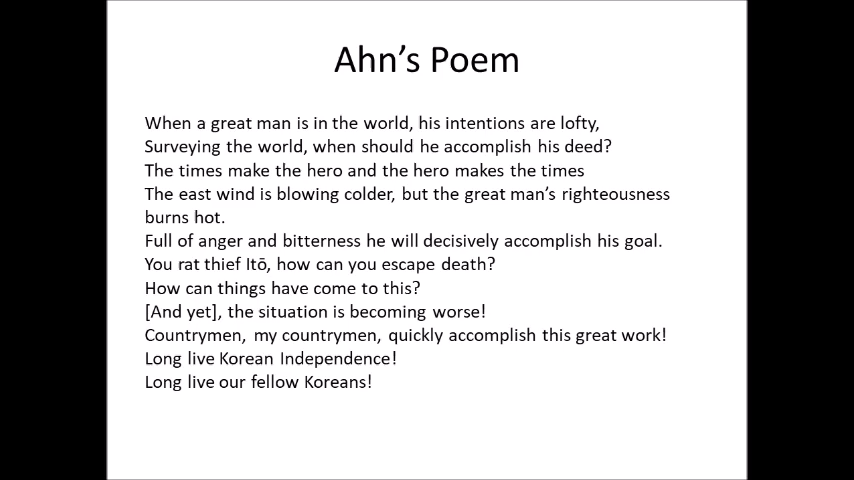 Ahn's Poem
When a great man is in the world, his intentions are lofty,
Surveying the world, when should he accomplish his deed?
The times make the hero and the hero makes the times
The east wind is blowing colder, but the great man's righteousness
burns hot.
Full of anger and bitterness he will decisively accomplish his goal.
You rat thief Itō, how can you escape death?
How can things have come to this?
[And yet], the situation is becoming worse!
Countrymen, my countrymen, quickly accomplish this great work!
Long live Korean Independence!
Long live our fellow Koreans!